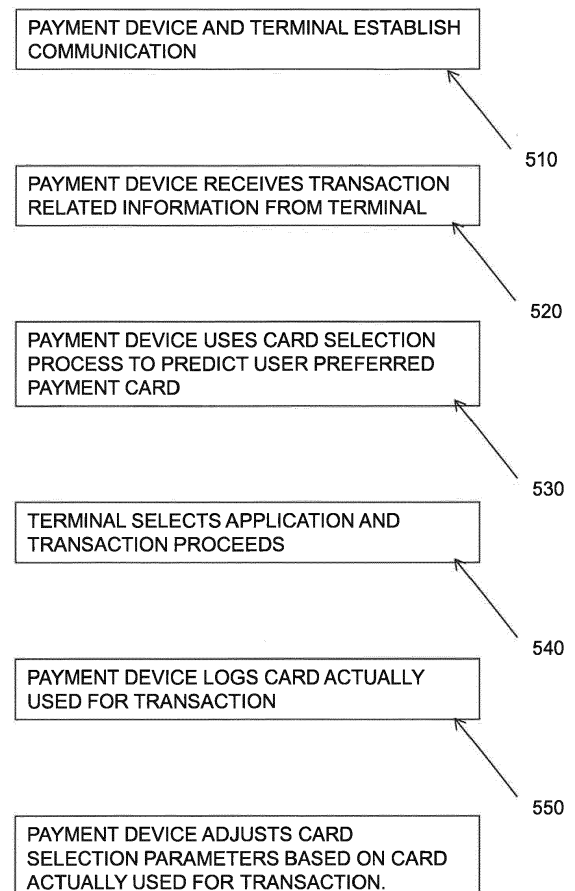 PAYMENT DEVICE AND TERMINAL ESTABLISH
COMMUNICATION
510
PAYMENT DEVICE RECEIVES TRANSACTION
RELATED INFORMATION FROM TERMINAL
520
PAYMENT DEVICE USES CARD SELECTION
PROCESS TO PREDICT USER PREFERRED
PAYMENT CARD
530
TERMINAL SELECTS APPLICATION AND
TRANSACTION PROCEEDS
540
PAYMENT DEVICE LOGS CARD ACTUALLY
USED FOR TRANSACTION
550
PAYMENT DEVICE ADJUSTS CARD
SELECTION PARAMETERS BASED ON CARD
ACTUALLY USED FOR TRANSACTION.